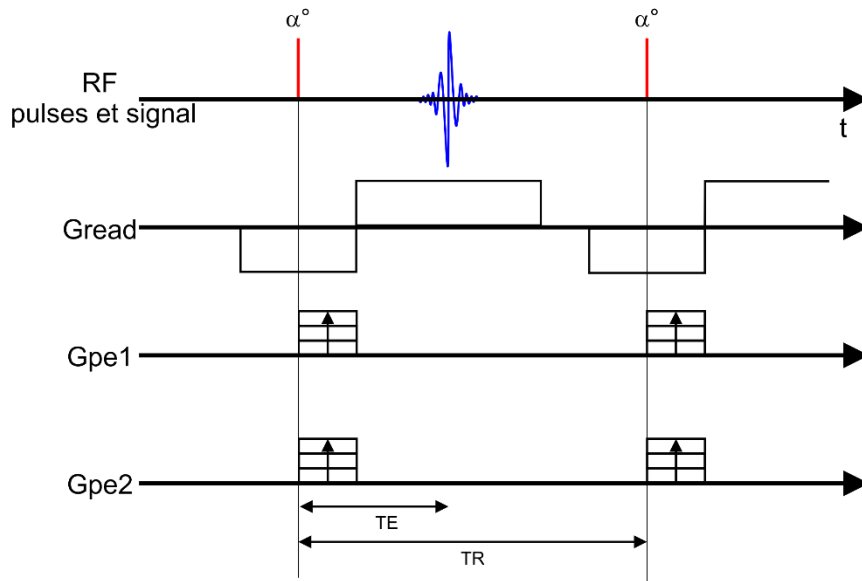 α° α°
RF
pulses et signal
t
Gread
Gpe1
Gpe2
TE
TR